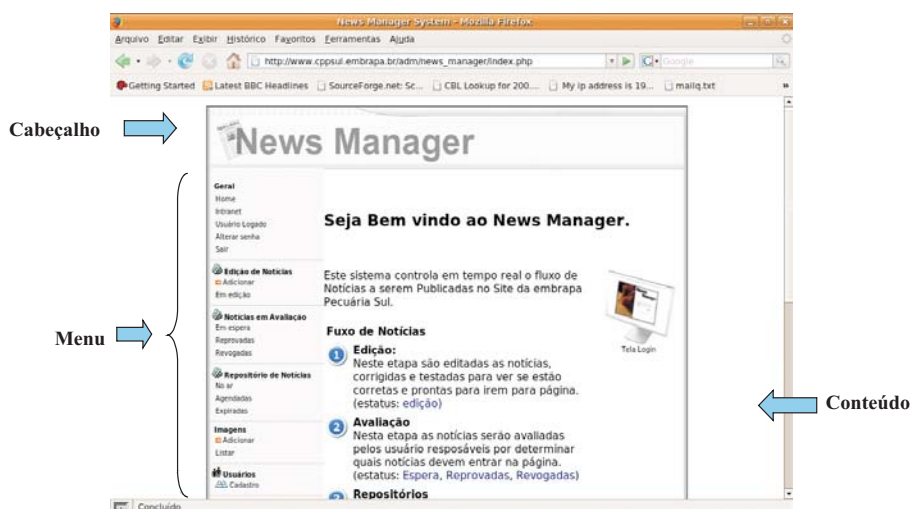 News Manager System - Mozilla Firefox
Arquivo Editar Exibir Histórico Favoritos Ferramentas Ajuda
http://www.cppsul.embrapa.br/adm/news_manager/index.php
Google
Getting Started Latest BBC Headlines SourceForge.net: Sc... CBL Lookup for 200.... My ip address is 19... mailq.txt
Cabeçalho
News Manager
Menu
Geral
Home
Intranet
Usuário Logado
Alterar senha
Sair
Edição de Notícias
Adicionar
Em edição
Notícias em Avaliação
Em espera
Reprovadas
Revogadas
Repositório de Notícias
No ar
Agendadas
Expiradas
Imagens
Adicionar
Listar
Usuários
Cadastro
Seja Bem vindo ao News Manager.
Este sistema controla em tempo real o fluxo de
Notícias a serem Publicadas no Site da embrapa
Pecuária Sul.
Tela Login
Fuxo de Notícias
1 Edição:
Neste etapa são editadas as notícias,
corrigidas e testadas para ver se estão
corretas e prontas para irem para página.
(estatus: edição)
2 Avaliação
Nesta etapa as notícias serão avaliadas
pelos usuário resposáveis por determinar
quais notícias devem entrar na página.
(estatus: Espera, Reprovadas, Revogadas)
Repositórios
Conteúdo
Concluído